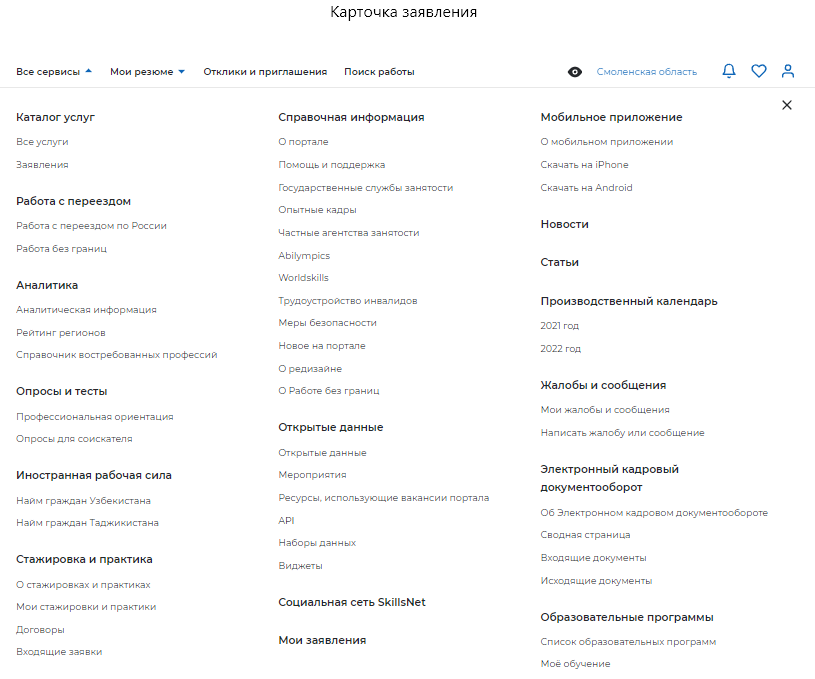 Карточка заявления
Все сервисы
Мои резюме
Отклики и приглашения
Поиск работы
Смоленская область
Каталог услуг
Все услуги
Заявления
Работа с переездом
Работа с переездом по России
Работа без границ
Аналитика
Аналитическая информация
Рейтинг регионов
Справочник востребованных профессий
Опросы и тесты
Профессиональная ориентация
Опросы для соискателя
Иностранная рабочая сила
Найм граждан Узбекистана
Найм граждан Таджикистана
Стажировка и практика
О стажировках и практиках
Мои стажировки и практики
Договоры
Входящие заявки
Справочная информация
О портале
Помощь и поддержка
Государственные службы занятости
Опытные кадры
Частные агентства занятости
Abilympics
Worldskills
Трудоустройство инвалидов
Меры безопасности
Новое на портале
О редизайне
О Работе без границ
Открытые данные
Открытые данные
Мероприятия
Ресурсы, использующие вакансии портала
API
Наборы данных
Виджеты
Социальная сеть SkillsNet
Мои заявления
Мобильное приложение
О мобильном приложении
Скачать на iPhone
Скачать на Android
Новости
Статьи
Производственный календарь
2021 год
2022 год
Жалобы и сообщения
Мои жалобы и сообщения
Написать жалобу или сообщение
Электронный кадровый
документооборот
Об Электронном кадровом документообороте
Сводная страница
Входящие документы
Исходящие документы
Образовательные программы
Список образовательных программ
Моё обучение